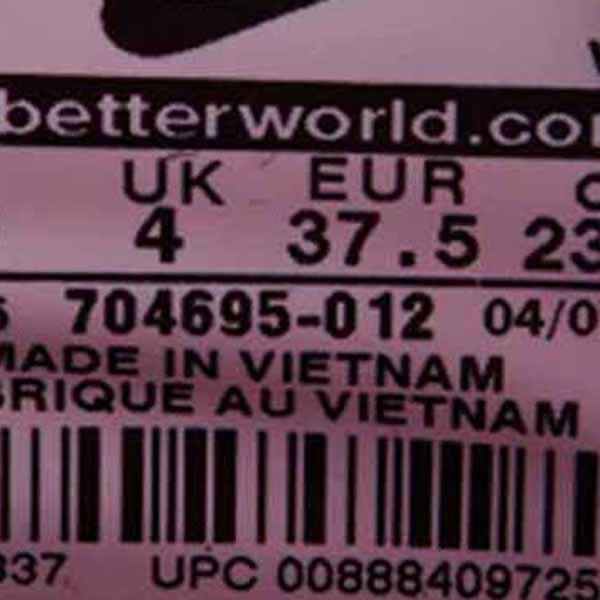 betterworld.co
UK EUR
4 37.5 23
704695-012 04/0
MADE IN VIETNAM
BRIQUE AU VIETNAM
337 UPC 00888409725